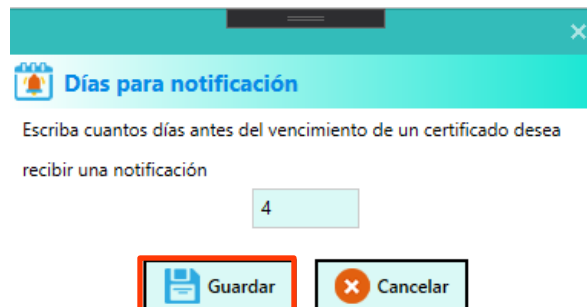 Días para notificación
Escriba cuantos días antes del vencimiento de un certificado desea
recibir una notificación
4
Guardar
Cancelar